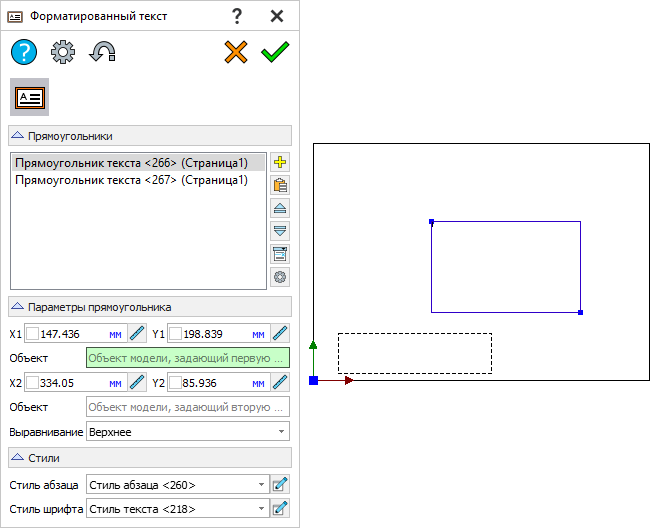 Форматированный текст ? ✕
?
A
Прямоугольники
Прямоугольник текста <266> (Страница1)
Прямоугольник текста <267> (Страница1)
Параметры прямоугольника
X1 147.436 мм Y1 198.839 мм
Объект Объект модели, задающий первую ...
X2 334.05 мм Y2 85.936 мм
Объект Объект модели, задающий вторую ...
Выравнивание Верхнее
Стили
Стиль абзаца Стиль абзаца <260>
Стиль шрифта Стиль текста <218>